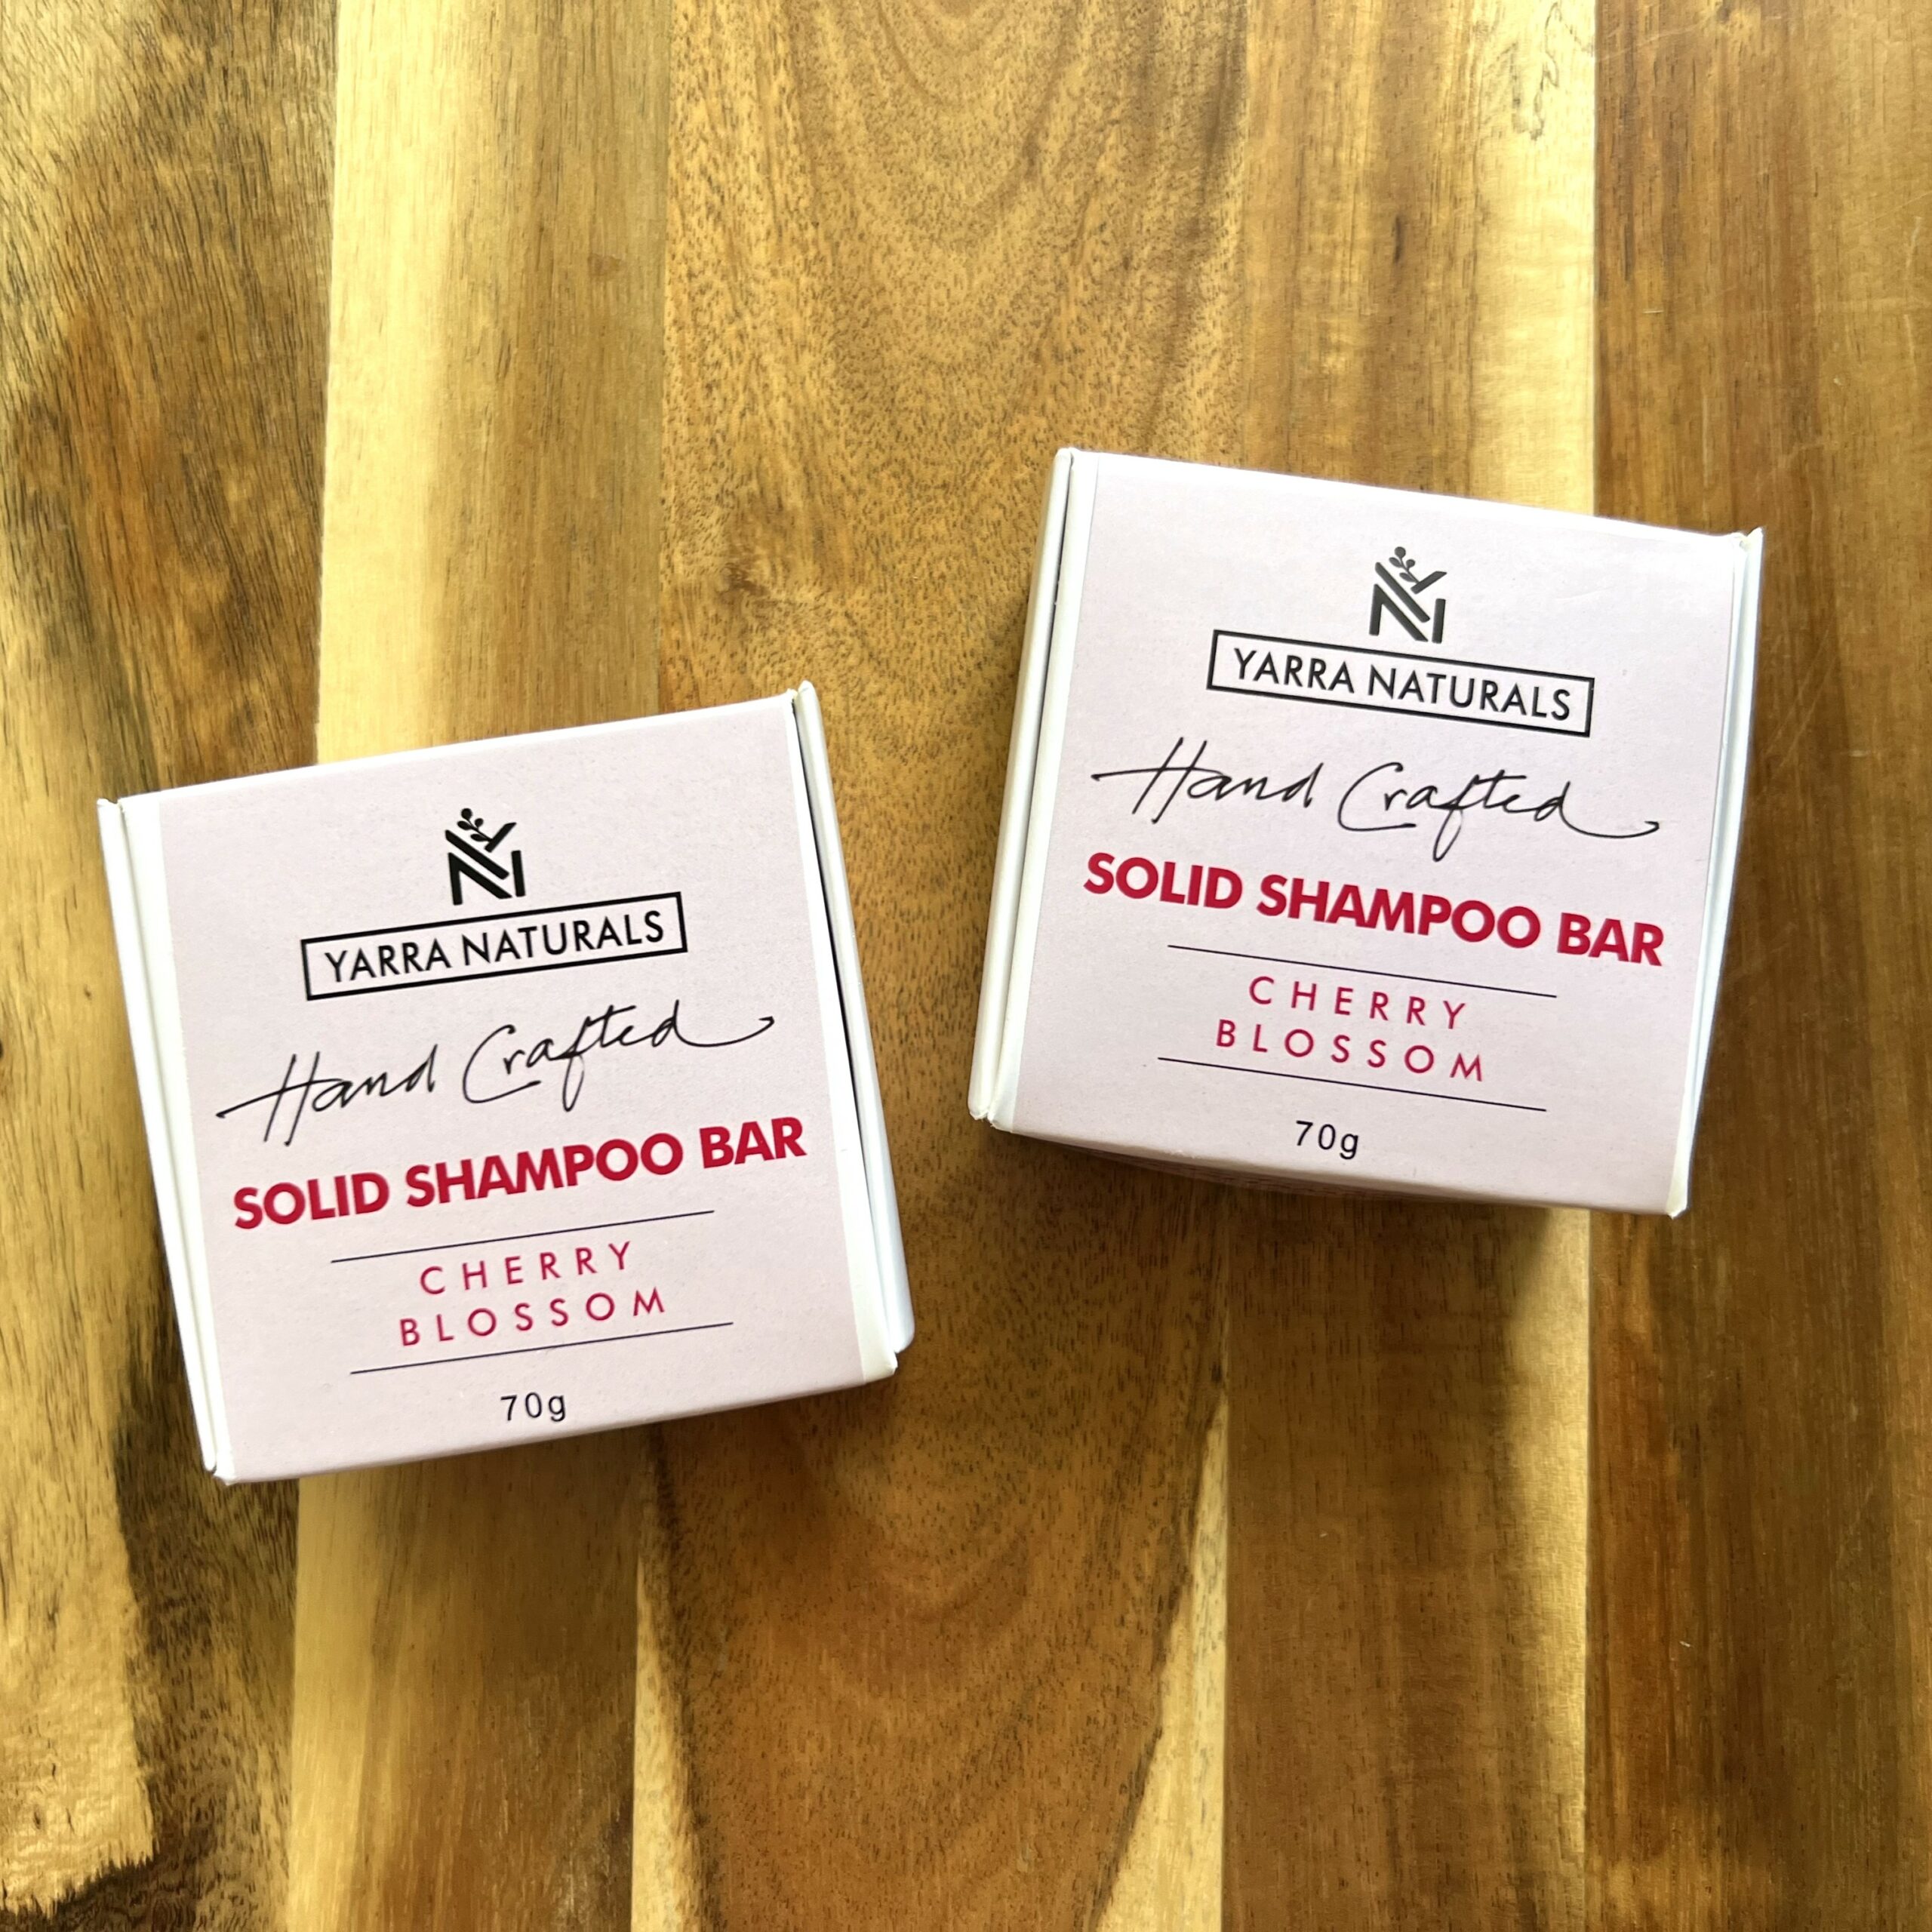 YARRA NATURALS
Hand Crafted
SOLID SHAMPOO BAR
CHERRY
BLOSSOM
70g
YARRA NATURALS
Hand Crafted
SOLID SHAMPOO BAR
CHERRY
BLOSSOM
70g